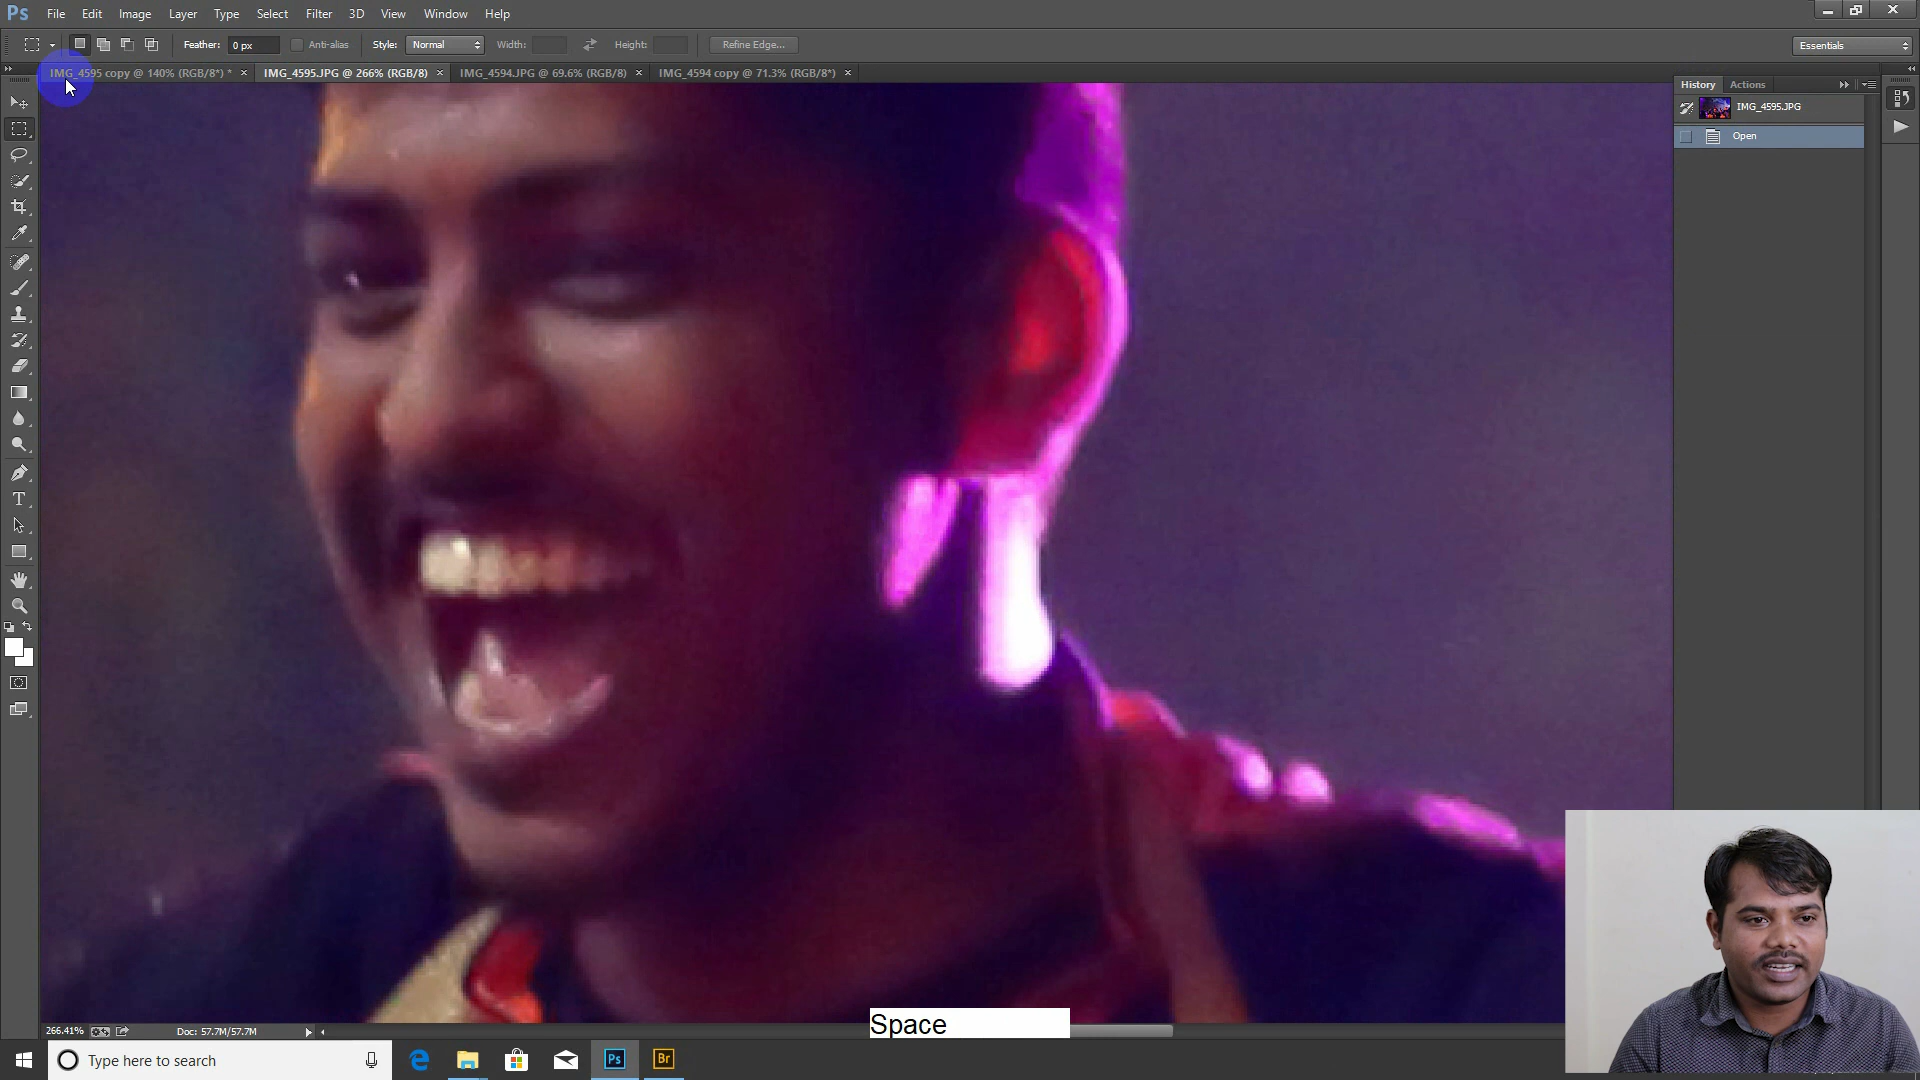 Ps File Edit Image Layer Type Select Filter 3D View Window Help
Feather: 0 px Anti-alias Style: Normal Width: Height: Refine Edge... Essentials
IMG_4595 copy @ 140% (RGB/8*) * × IMG_4595.JPG @ 266% (RGB/8) × IMG_4594.JPG @ 69.6% (RGB/8) × IMG_4594 copy @ 71.3% (RGB/8*) ×
History Actions
IMG_4595.JPG
Open
266.41% Doc: 57.7M/57.7M
Space
Type here to search
Ps Br